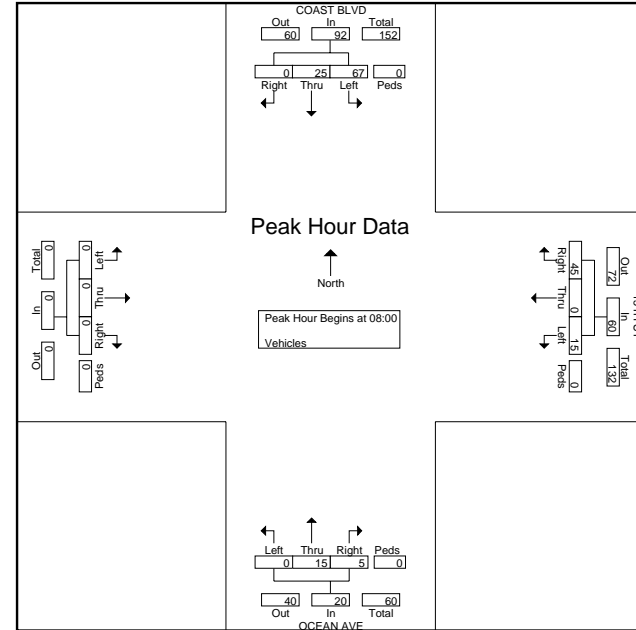 COAST BLVD
Out In Total
60 92 152
0 25 67 0
Right Thru Left Peds
Peak Hour Data
North
Peak Hour Begins at 08:00
Vehicles
Total In Out
0 0 0
0 0 0 0
Left Thru Right Peds
Out In Total
72 60 132
45 0 15 0
Right Thru Left Peds
Left Thru Right Peds
0 15 5 0
40 20 60
Out In Total
OCEAN AVE